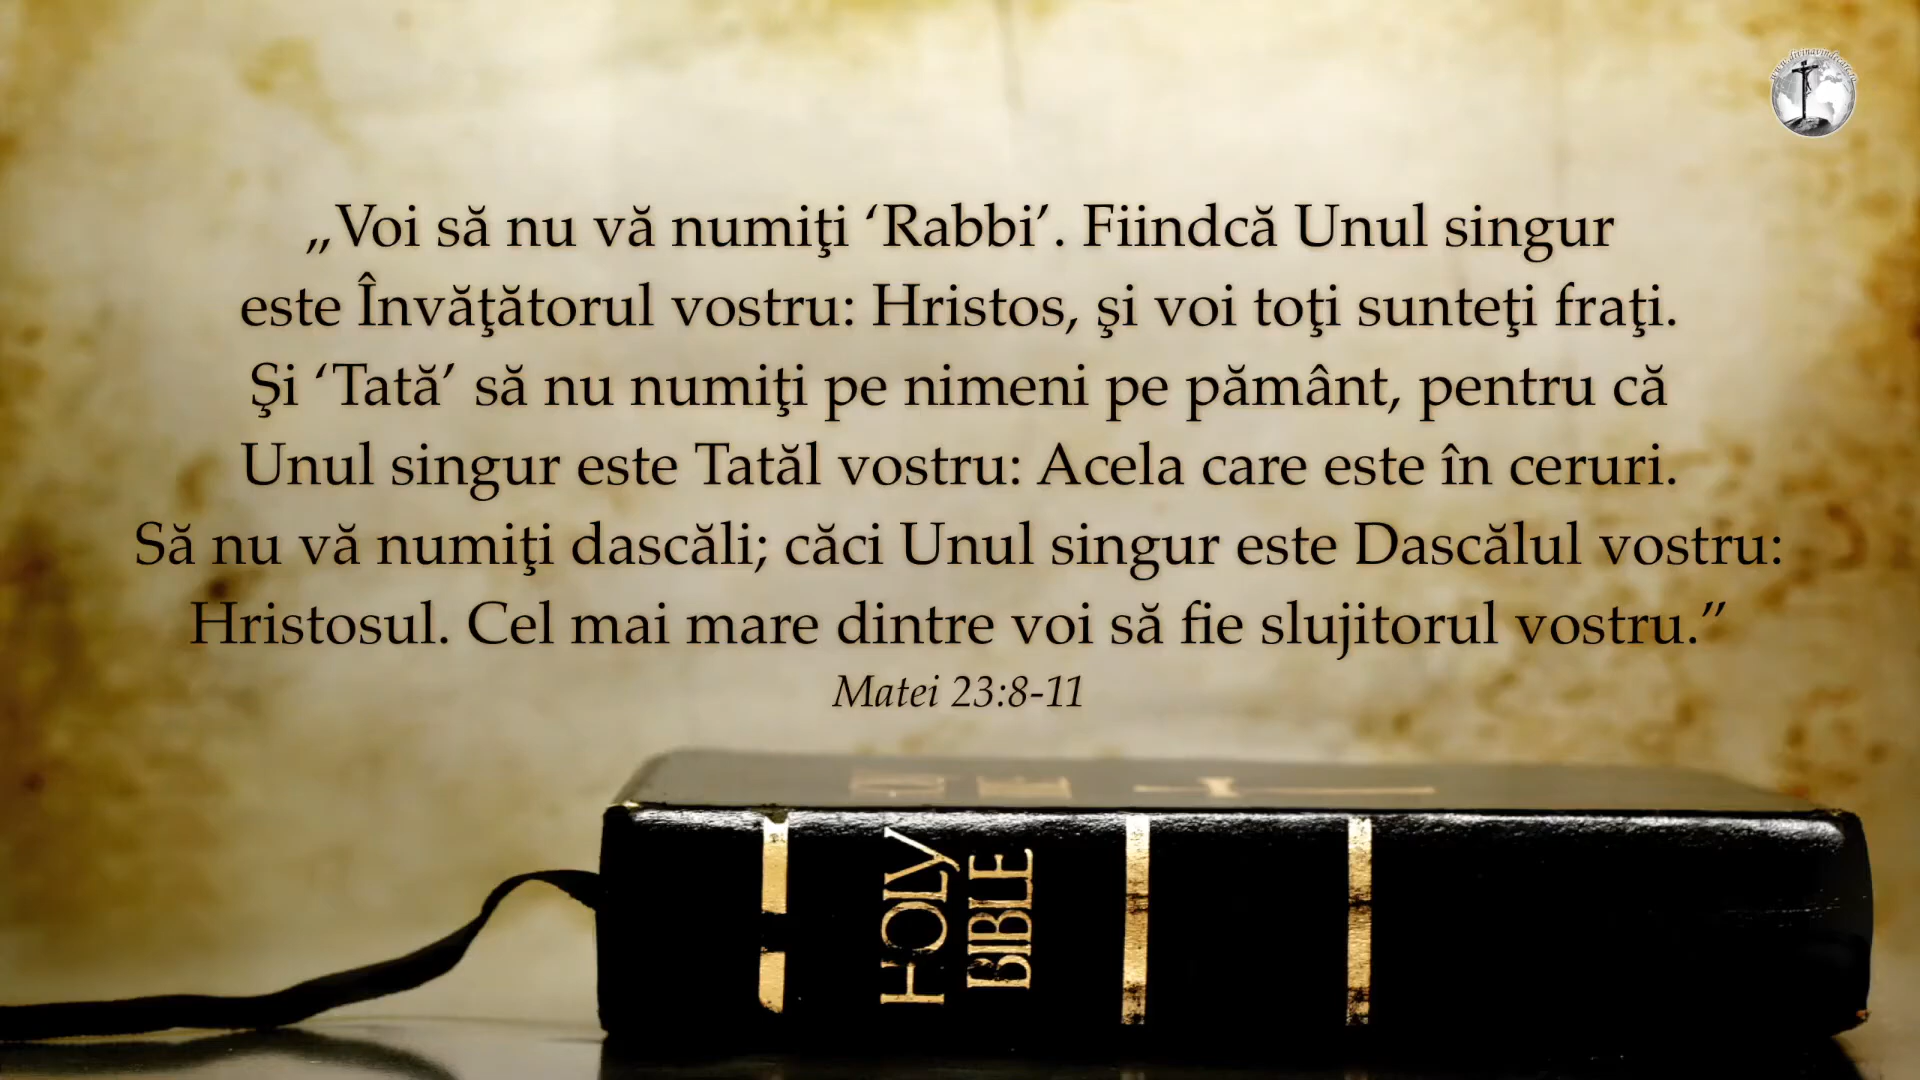 „Voi să nu vă numiţi ‘Rabbi’. Fiindcă Unul singur
este Învăţătorul vostru: Hristos, şi voi toţi sunteţi fraţi.
Şi ‘Tată’ să nu numiţi pe nimeni pe pământ, pentru că
Unul singur este Tatăl vostru: Acela care este în ceruri.
Să nu vă numiţi dascăli; căci Unul singur este Dascălul vostru:
Hristosul. Cel mai mare dintre voi să fie slujitorul vostru.”
Matei 23:8-11
HOLY
BIBLE